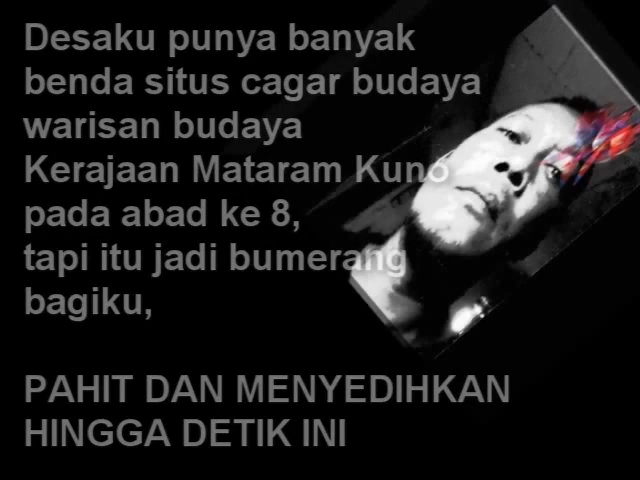 Desaku punya banyak
benda situs cagar budaya
warisan budaya
Kerajaan Mataram Kuno
pada abad ke 8,
tapi itu jadi bumerang
bagiku,
PAHIT DAN MENYEDIHKAN
HINGGA DETIK INI